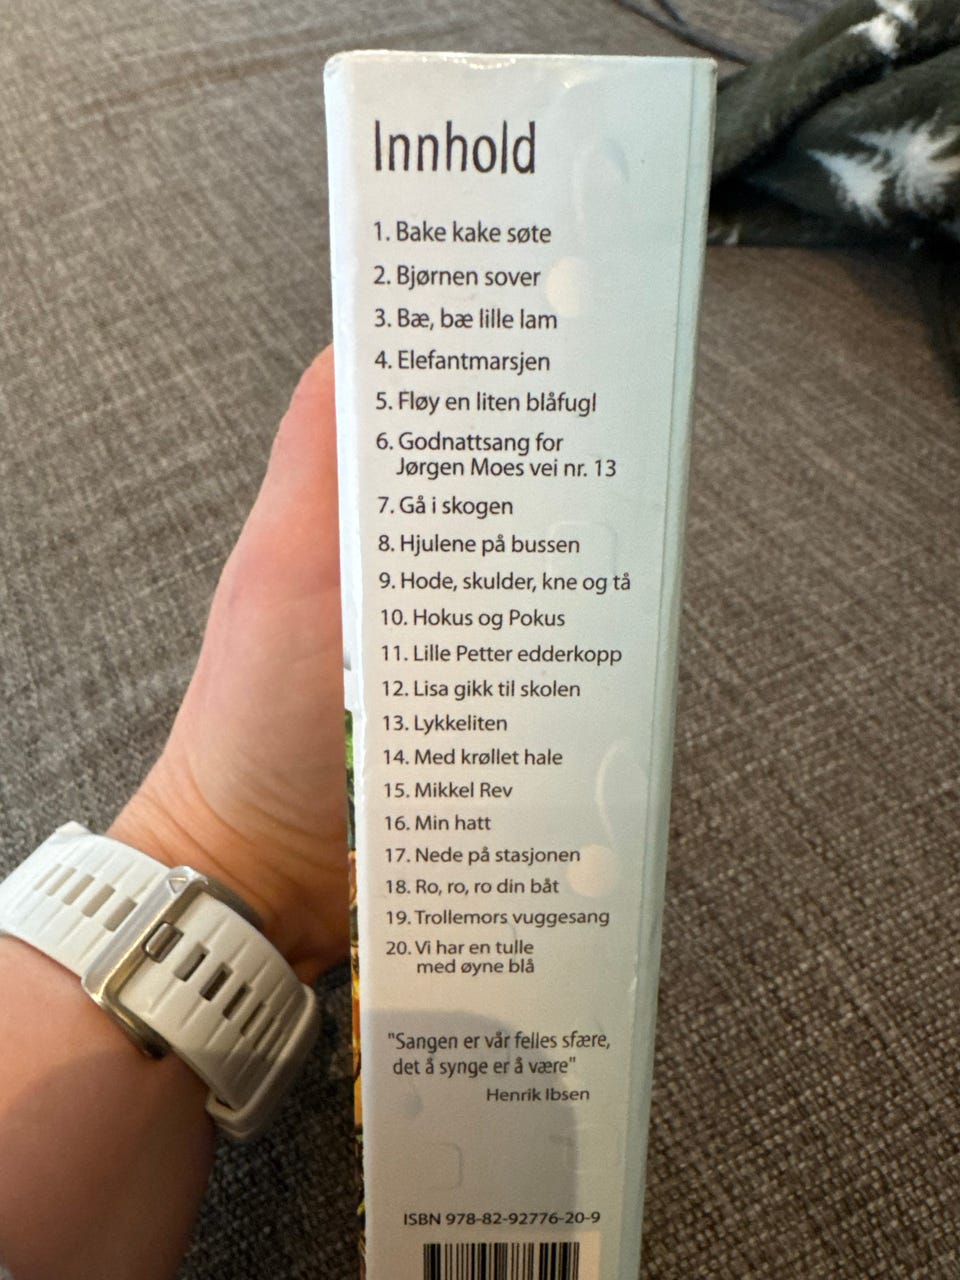 Innhold
1. Bake kake søte
2. Bjørnen sover
3. Bæ, bæ lille lam
4. Elefantmarsjen
5. Fløy en liten blåfugl
6. Godnattsang for
Jørgen Moes vei nr. 13
7. Gå i skogen
8. Hjulene på bussen
9. Hode, skulder, kne og tå
10. Hokus og Pokus
11. Lille Petter edderkopp
12. Lisa gikk til skolen
13. Lykkeliten
14. Med krøllet hale
15. Mikkel Rev
16. Min hatt
17. Nede på stasjonen
18. Ro, ro, ro din båt
19. Trollemors vuggesang
20. Vi har en tulle
med øyne blå
"Sangen er vår felles sfære,
det å synge er å være"
Henrik Ibsen
ISBN 978-82-92776-20-9